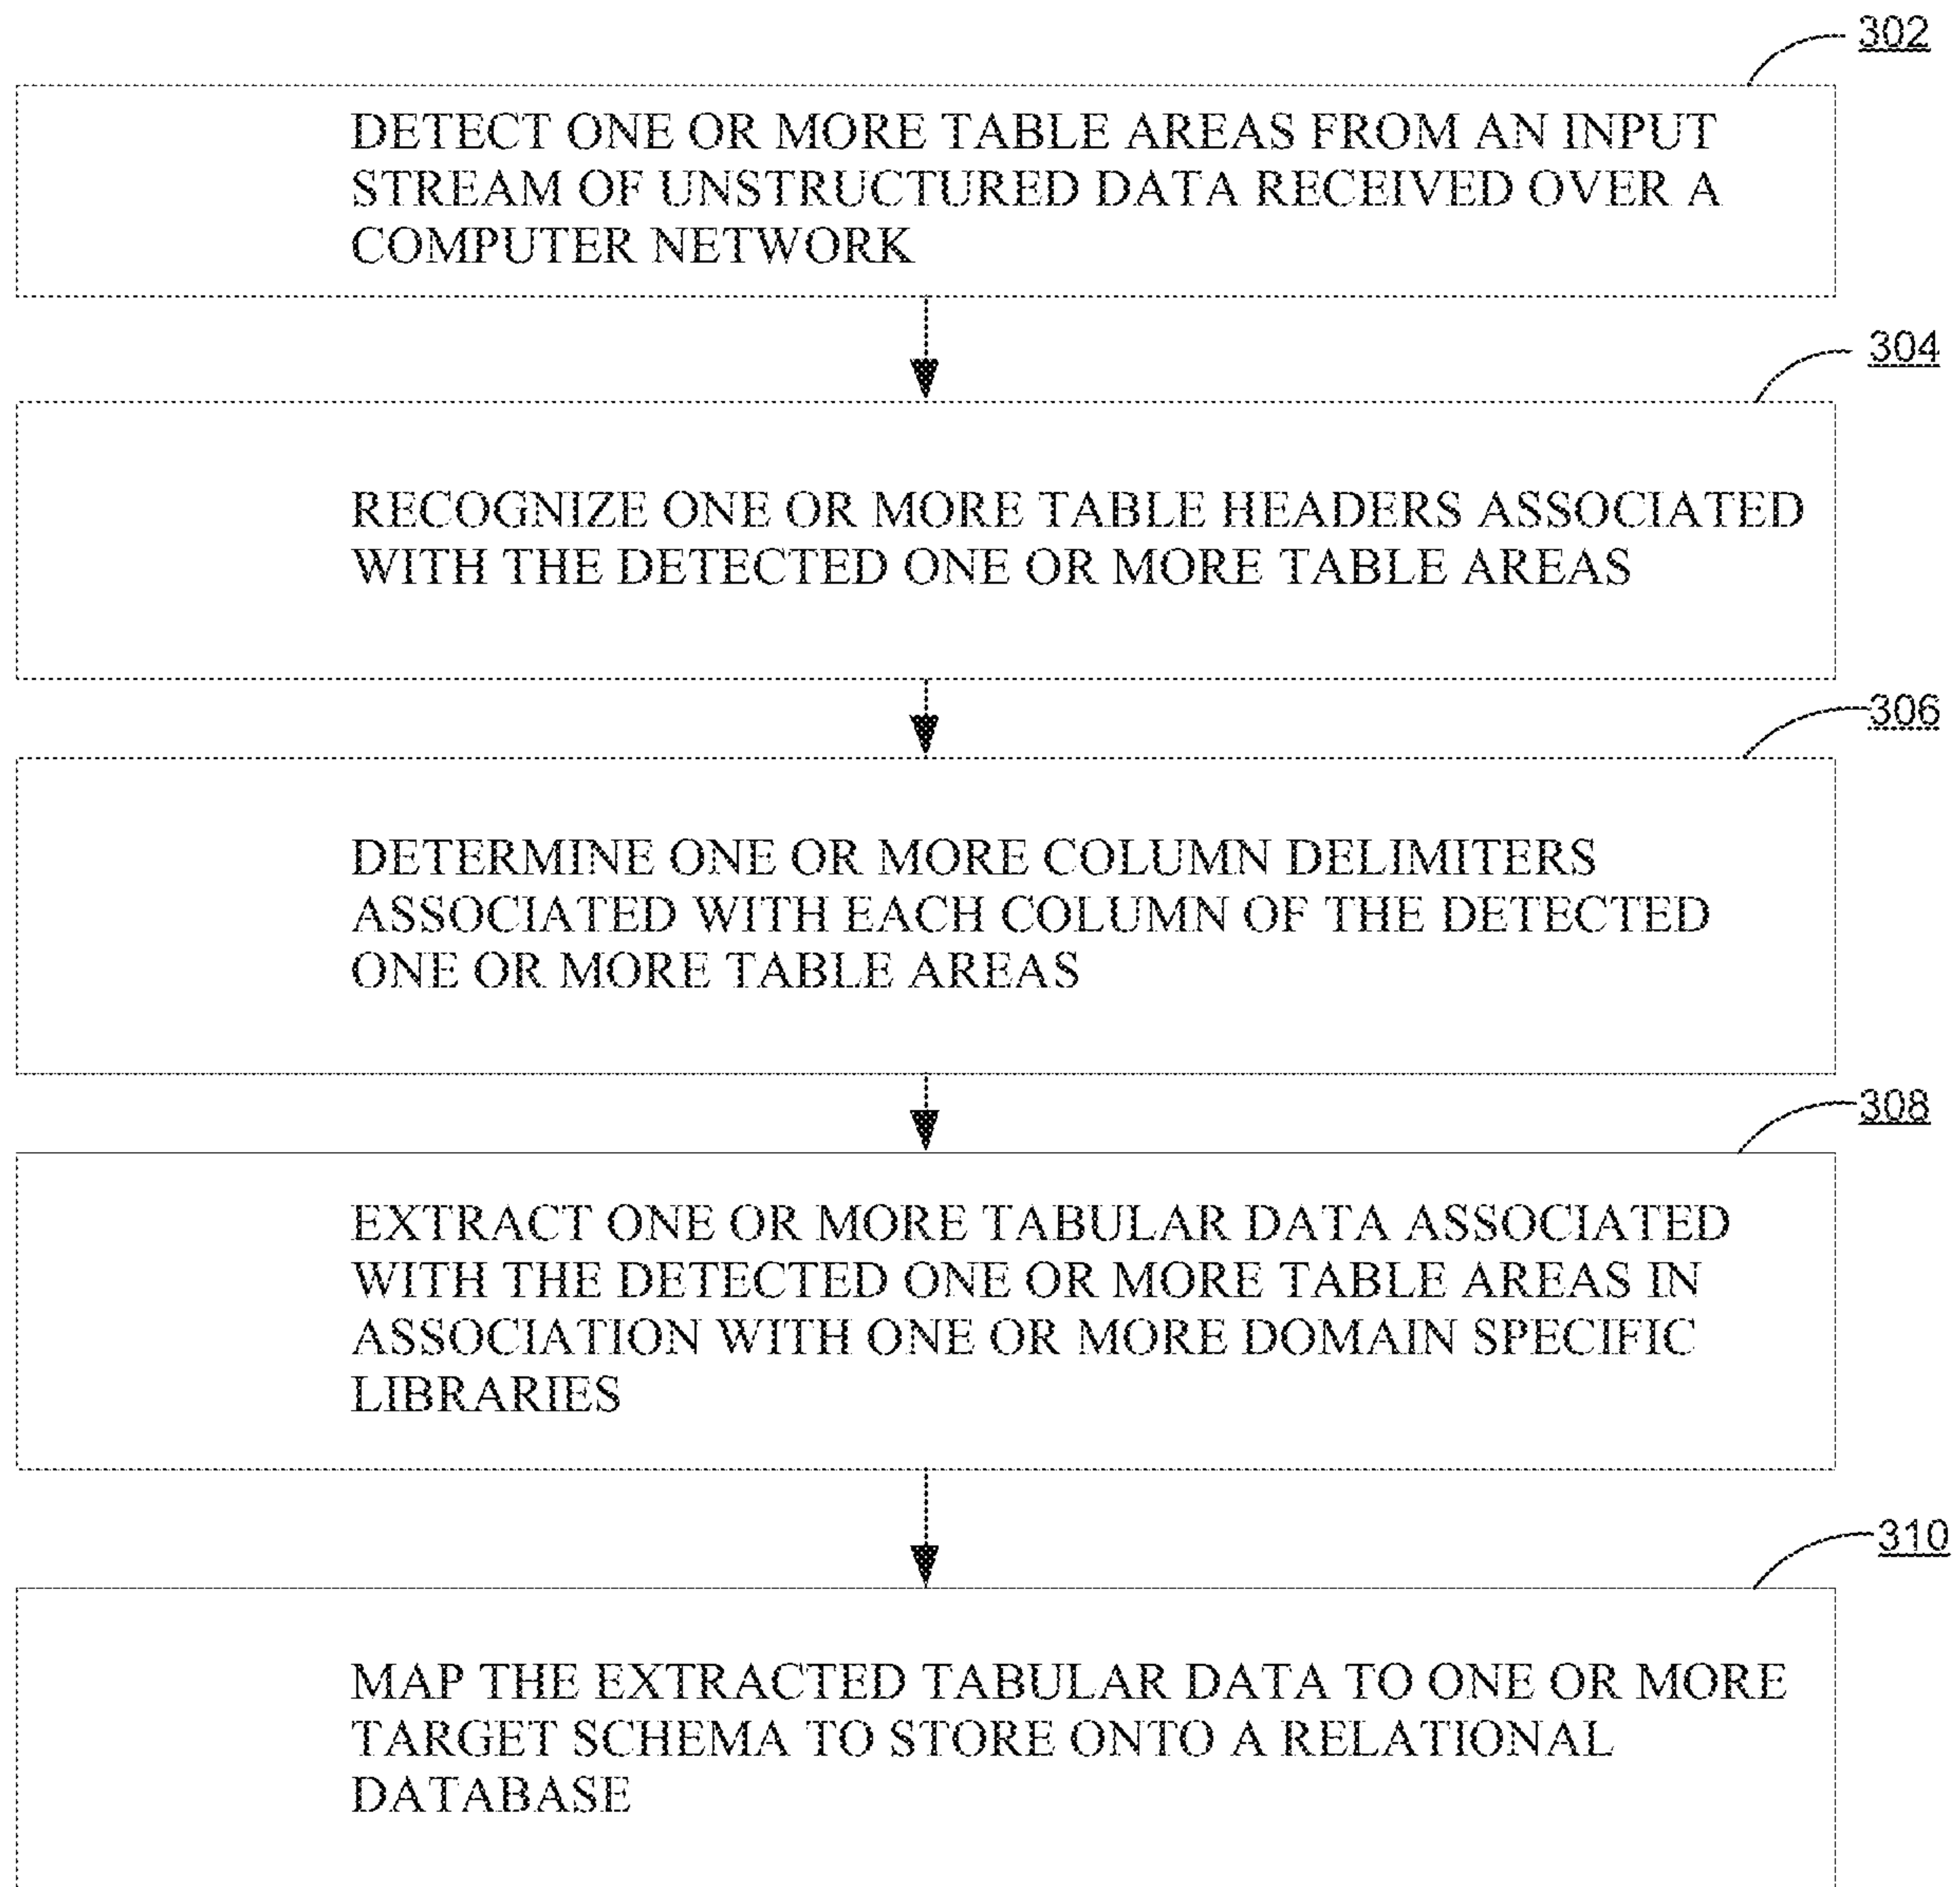 302
DETECT ONE OR MORE TABLE AREAS FROM AN INPUT
STREAM OF UNSTRUCTURED DATA RECEIVED OVER A
COMPUTER NETWORK
304
RECOGNIZE ONE OR MORE TABLE HEADERS ASSOCIATED
WITH THE DETECTED ONE OR MORE TABLE AREAS
306
DETERMINE ONE OR MORE COLUMN DELIMITERS
ASSOCIATED WITH EACH COLUMN OF THE DETECTED
ONE OR MORE TABLE AREAS
308
EXTRACT ONE OR MORE TABULAR DATA ASSOCIATED
WITH THE DETECTED ONE OR MORE TABLE AREAS IN
ASSOCIATION WITH ONE OR MORE DOMAIN SPECIFIC
LIBRARIES
310
MAP THE EXTRACTED TABULAR DATA TO ONE OR MORE
TARGET SCHEMA TO STORE ONTO A RELATIONAL
DATABASE